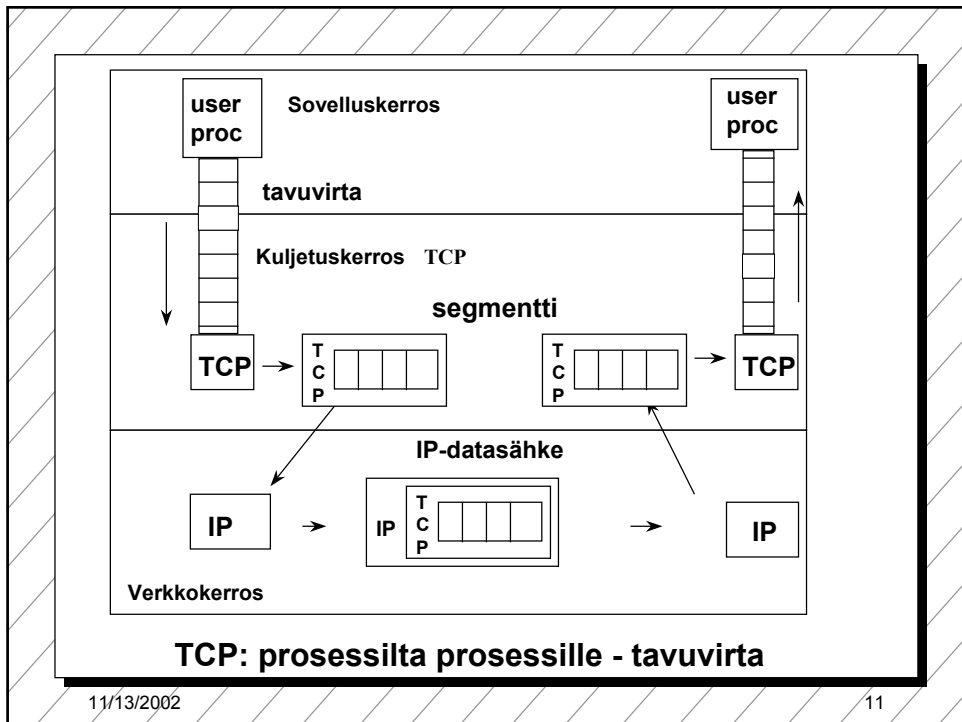 user
proc
Sovelluskerros
user
proc
tavuvirta
Kuljetuskerros TCP
segmentti
TCP
T
C
P
T
C
P
TCP
IP-datasähke
IP
IP
T
C
P
IP
Verkkokerros
TCP: prosessilta prosessille - tavuvirta
11/13/2002
11